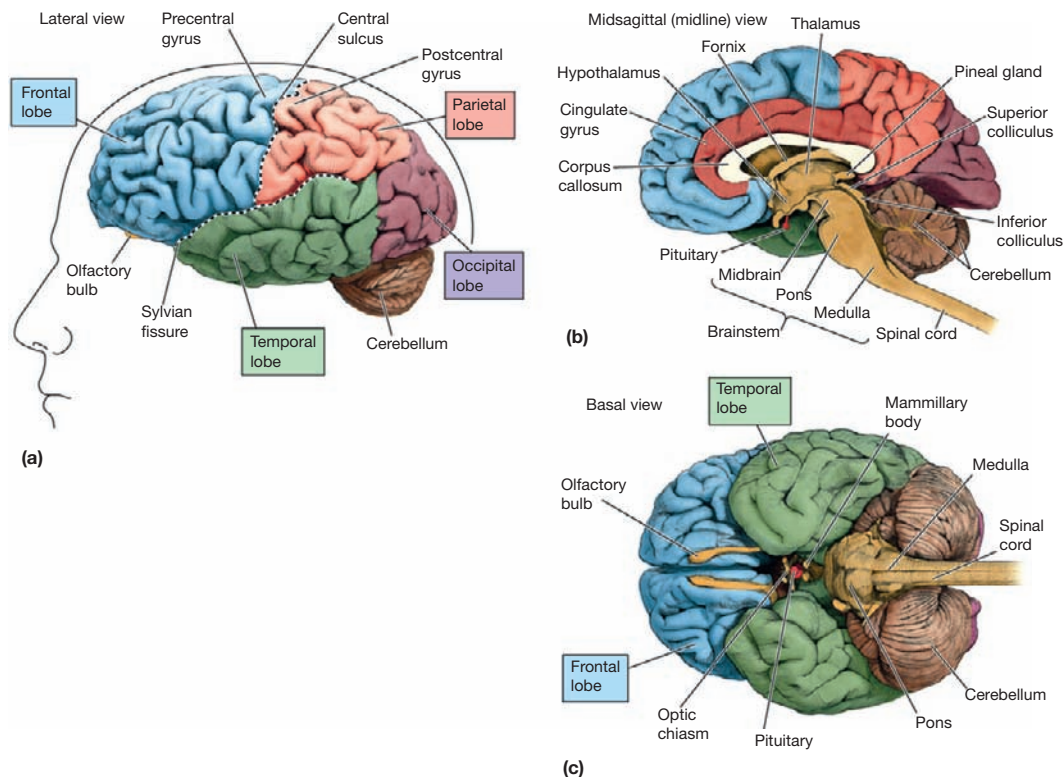 Lateral view
Precentral
gyrus
Central
sulcus
Postcentral
gyrus
Frontal
lobe
Parietal
lobe
Olfactory
bulb
Sylvian
fissure
Temporal
lobe
Cerebellum
Occipital
lobe
(a)
Midsagittal (midline) view
Thalamus
Fornix
Hypothalamus
Pineal gland
Cingulate
gyrus
Superior
colliculus
Corpus
callosum
Inferior
colliculus
Pituitary
Midbrain
Cerebellum
Pons
Medulla
Brainstem
Spinal cord
(b)
Basal view
Temporal
lobe
Mammillary
body
Medulla
Olfactory
bulb
Spinal
cord
Frontal
lobe
Cerebellum
Optic
chiasm
Pituitary
Pons
(c)